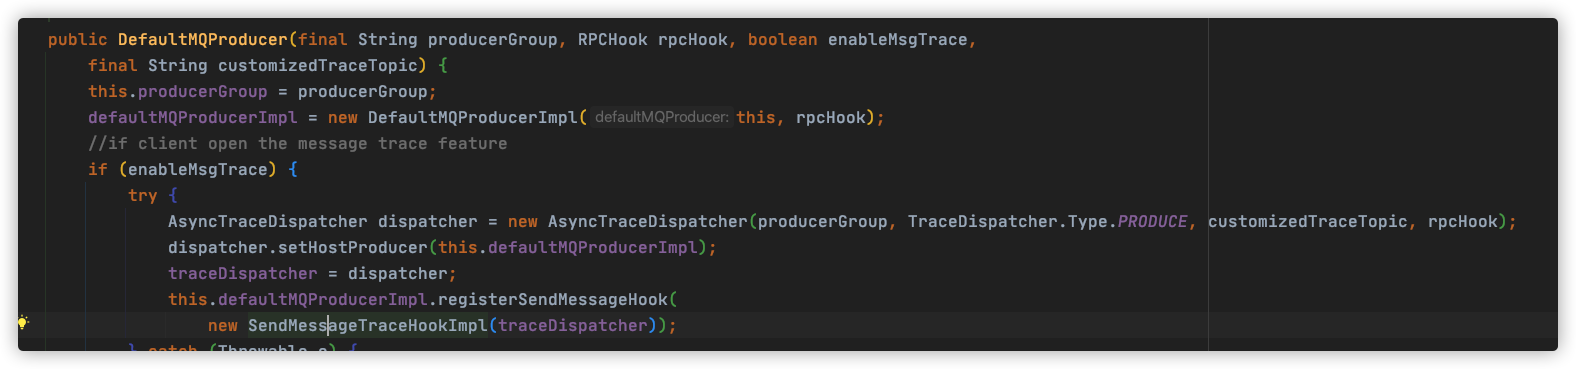 public DefaultMQProducer(final String producerGroup, RPCHook rpcHook, boolean enableMsgTrace,
final String customizedTraceTopic) {
this.producerGroup = producerGroup;
defaultMQProducerImpl = new DefaultMQProducerImpl( defaultMQProducer: this, rpcHook);
//if client open the message trace feature
if (enableMsgTrace) {
try {
AsyncTraceDispatcher dispatcher = new AsyncTraceDispatcher(producerGroup, TraceDispatcher.Type.PRODUCE, customizedTraceTopic, rpcHook);
dispatcher.setHostProducer(this.defaultMQProducerImpl);
traceDispatcher = dispatcher;
this.defaultMQProducerImpl.registerSendMessageHook(
new SendMessageTraceHookImpl(traceDispatcher));
} catch (Throwable e) {